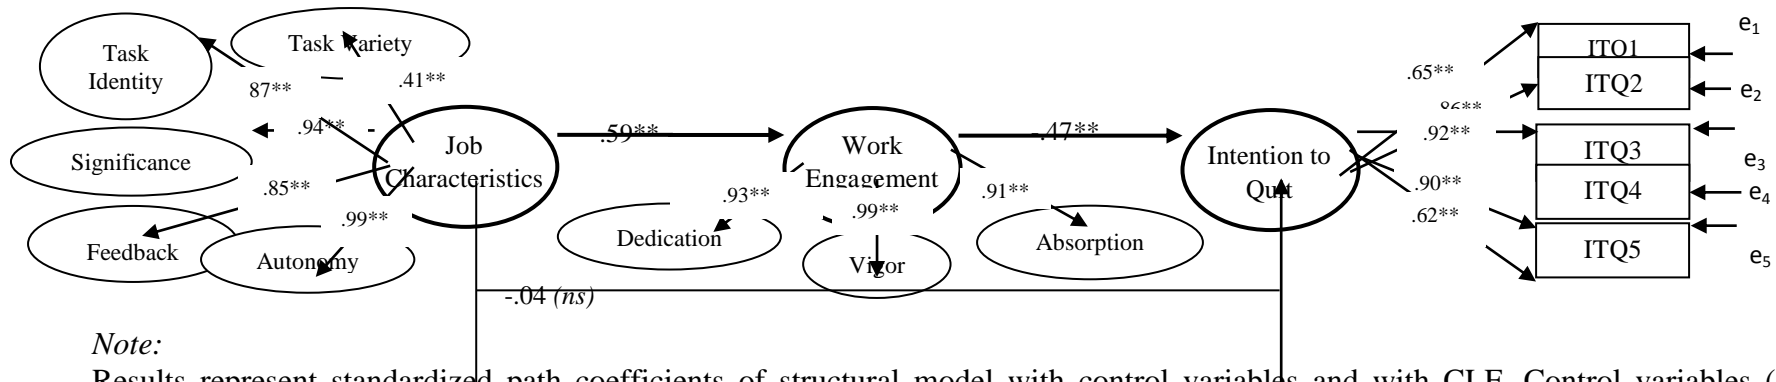 Task
Identity
Task Variety
87**
.41**
.94**
Significance
.85**
.99**
Feedback
Autonomy
Job
Characteristics
.59**
Work
Engagement
-.47**
.93**
.99**
.91**
Dedication
Vigor
Absorption
Intention to
Quit
.65**
.86**
.92**
.90**
.62**
ITQ1
ITQ2
ITQ3
ITQ4
ITQ5
e1
e2
e3
e4
e5
-.04 (ns)
Note:
Results represent standardized path coefficients of structural model with control variables and with CLF. Control variables (